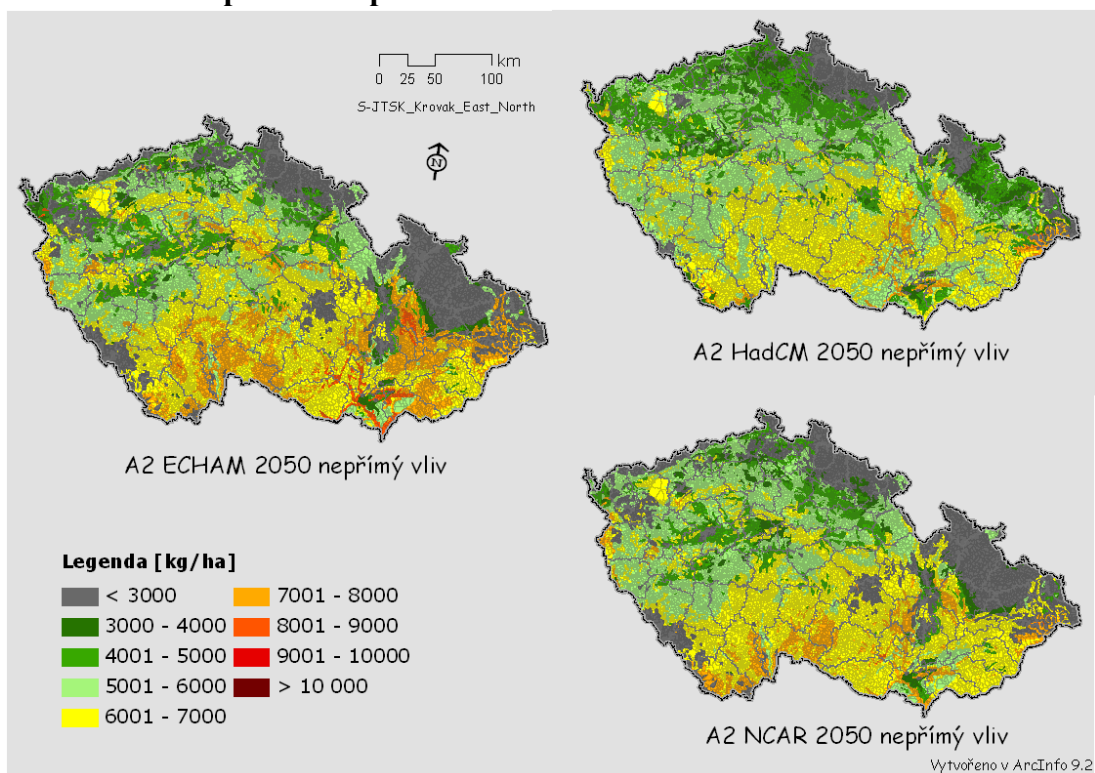 km
0 25 50 100
S-JTSK_Krovak_East_North
N
A2 ECHAM 2050 nepřímý vliv
A2 HadCM 2050 nepřímý vliv
A2 NCAR 2050 nepřímý vliv
Legenda [kg/ha]
< 3000
3000 - 4000
4001 - 5000
5001 - 6000
6001 - 7000
7001 - 8000
8001 - 9000
9001 - 10000
> 10 000
Vytvořeno v ArcInfo 9.2